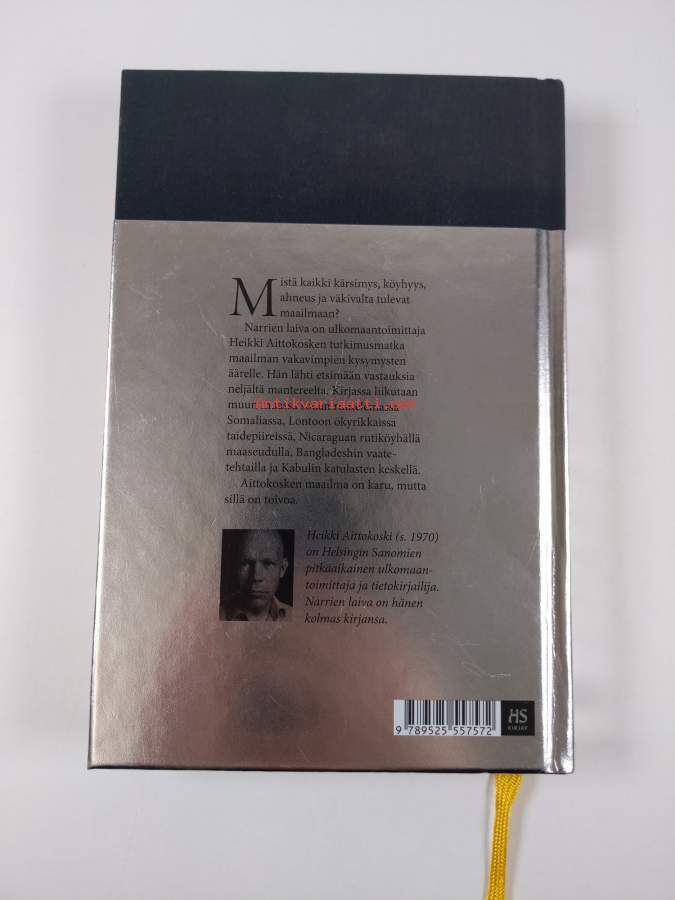 Mistä kaikki kärsimys, köyhyys,
ahneus ja väkivalta tulevat
maailmaan?
Narrien laiva on ulkomaantoimittaja
Heikki Aittokosken tutkimusmatka
maailman vakavimpien kysymysten
äärelle. Hän lähti etsimään vastauksia
neljältä mantereelta. Kirjassa liikutaan
antikvariaatti.net
Somaliassa, Lontoon ökyrikkaissa
taidepiireissä, Nicaraguan rutiköyhällä
maaseudulla, Bangladeshin vaate-
tehtailla ja Kabulin katulasten keskellä.
Aittokosken maailma on karu, mutta
sillä on toivoa.
Heikki Aittokoski (s. 1970)
on Helsingin Sanomien
pitkäaikainen ulkomaan-
toimittaja ja tietokirjailija.
Narrien laiva on hänen
kolmas kirjansa.
9 789525 557572
HS
KIRJAT